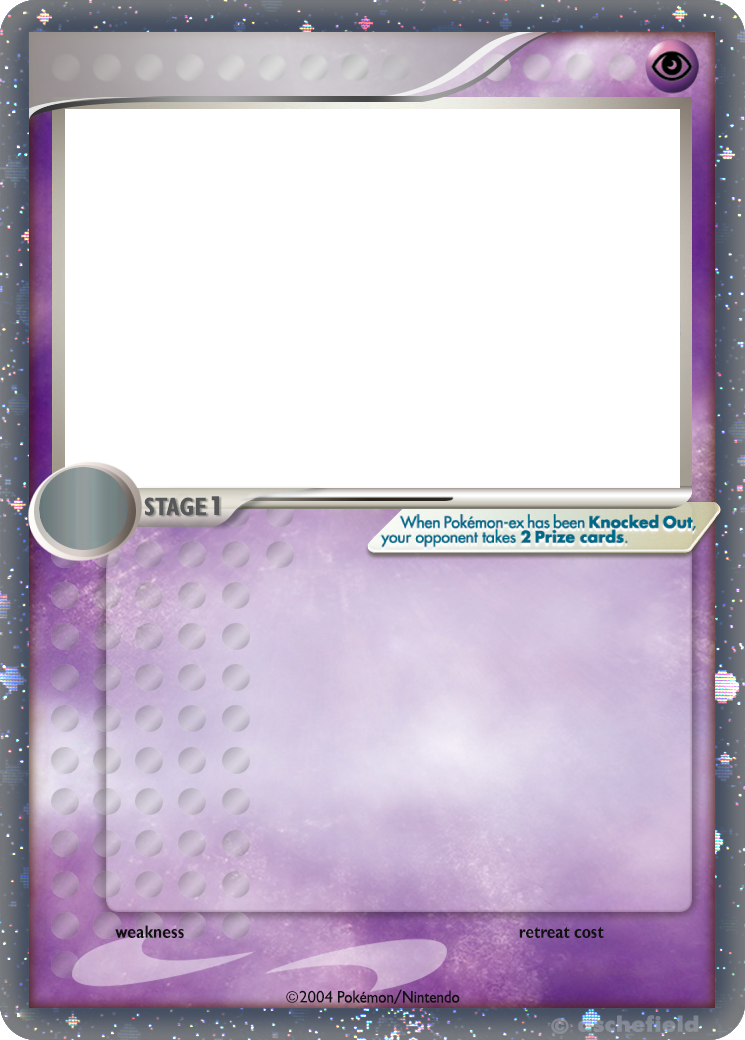 STAGE 1
When Pokémon-ex has been Knocked Out,
your opponent takes 2 Prize cards.
weakness
retreat cost
©2004 Pokémon/Nintendo
© aschefield